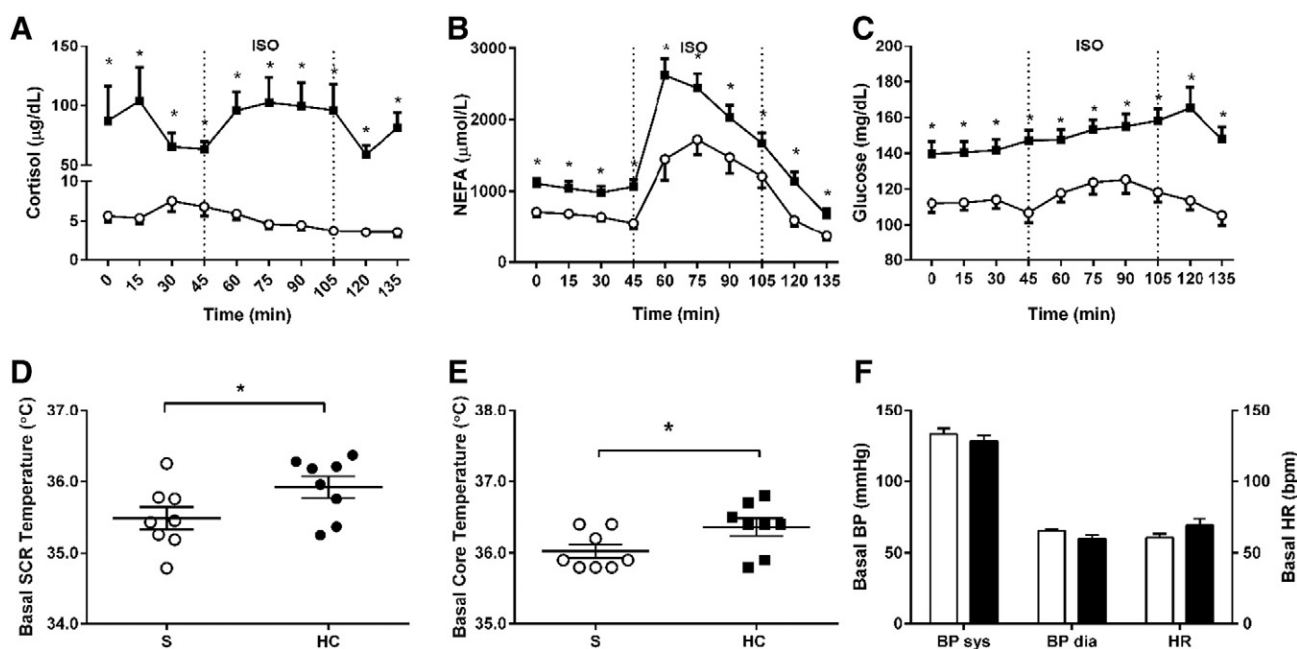 A
B
C
ISO
ISO
ISO
150
100
50
10
5
0
Cortisol (µg/dL)
* * * * * * * * * *
0 15 30 45 60 75 90 105 120 135
Time (min)
3000
2000
1000
0
NEFA (µmol/L)
* * * * * * * * * *
0 15 30 45 60 75 90 105 120 135
Time (min)
200
180
160
140
120
100
80
Glucose (mg/dL)
* * * * * * * * * *
0 15 30 45 60 75 90 105 120 135
Time (min)
D
E
F
37.0
36.0
35.0
34.0
Basal SCR Temperature (°C)
*
S HC
38.0
37.0
36.0
35.0
Basal Core Temperature (°C)
*
S HC
150
100
50
0
Basal BP (mmHg)
BP sys BP dia HR
150
100
50
0
Basal HR (bpm)